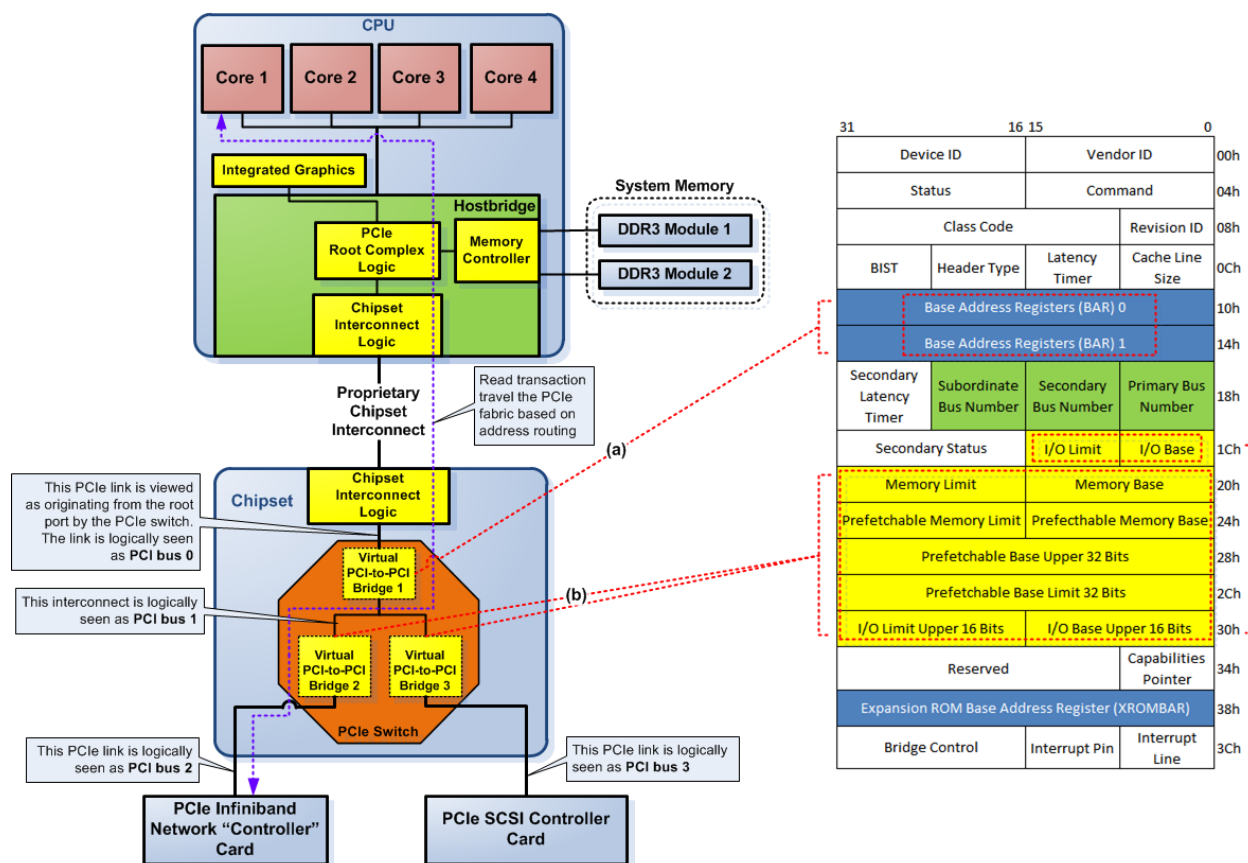 CPU
Core 1
Core 2
Core 3
Core 4
Integrated Graphics
Hostbridge
PCIe
Root Complex
Logic
Memory
Controller
Chipset
Interconnect
Logic
System Memory
DDR3 Module 1
DDR3 Module 2
Proprietary
Chipset
Interconnect
Read transaction
travel the PCIe
fabric based on
address routing
(a)
Chipset
Chipset
Interconnect
Logic
This PCIe link is viewed
as originating from the root
port by the PCIe switch.
The link is logically seen
as PCI bus 0
Virtual
PCI-to-PCI
Bridge 1
This interconnect is logically
seen as PCI bus 1
(b)
Virtual
PCI-to-PCI
Bridge 2
Virtual
PCI-to-PCI
Bridge 3
PCIe Switch
This PCIe link is logically
seen as PCI bus 2
This PCIe link is logically
seen as PCI bus 3
PCIe Infiniband
Network “Controller”
Card
PCIe SCSI Controller
Card
31 16 15 0
Device ID Vendor ID 00h
Status Command 04h
Class Code Revision ID 08h
BIST Header Type Latency Timer Cache Line Size 0Ch
Base Address Registers (BAR) 0 10h
Base Address Registers (BAR) 1 14h
Secondary Latency Timer Subordinate Bus Number Secondary Bus Number Primary Bus Number 18h
Secondary Status I/O Limit I/O Base 1Ch
Memory Limit Memory Base 20h
Prefetchable Memory Limit Prefecthable Memory Base 24h
Prefetchable Base Upper 32 Bits 28h
Prefetchable Base Limit 32 Bits 2Ch
I/O Limit Upper 16 Bits I/O Base Upper 16 Bits 30h
Reserved Capabilities Pointer 34h
Expansion ROM Base Address Register (XROMBAR) 38h
Bridge Control Interrupt Pin Interrupt Line 3Ch